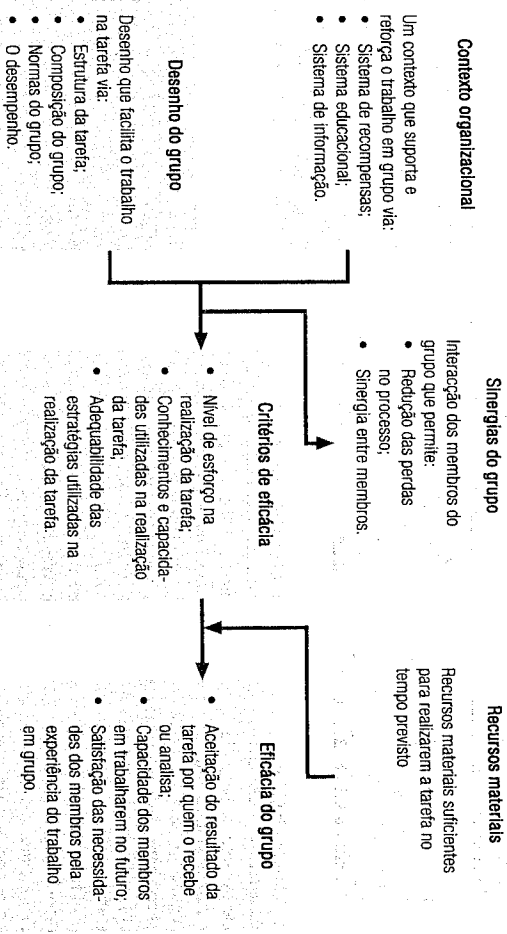 Contexto organizacional
Um contexto que suporta e
reforça o trabalho em grupo via:
• Sistema de recompensas;
• Sistema educacional;
• Sistema de informação.
Desenho do grupo
Desenho que facilita o trabalho
na tarefa via:
• Estrutura da tarefa;
• Composição do grupo;
• Normas do grupo;
• O desempenho.
Sinergias do grupo
Interacção dos membros do
grupo que permite:
• Redução das perdas
no processo;
• Sinergia entre membros.
Critérios de eficácia
• Nível de esforço na
realização da tarefa;
• Conhecimentos e capacida-
des utilizadas na realização
da tarefa;
• Adequabilidade das
estratégias utilizadas na
realização da tarefa.
Recursos materiais
Recursos materiais suficientes
para realizarem a tarefa no
tempo previsto
Eficácia do grupo
• Aceitação do resultado da
tarefa por quem o recebe
ou analisa;
• Capacidade dos membros
em trabalharem no futuro;
• Satisfação das necessida-
des dos membros pela
experiência do trabalho
em grupo.